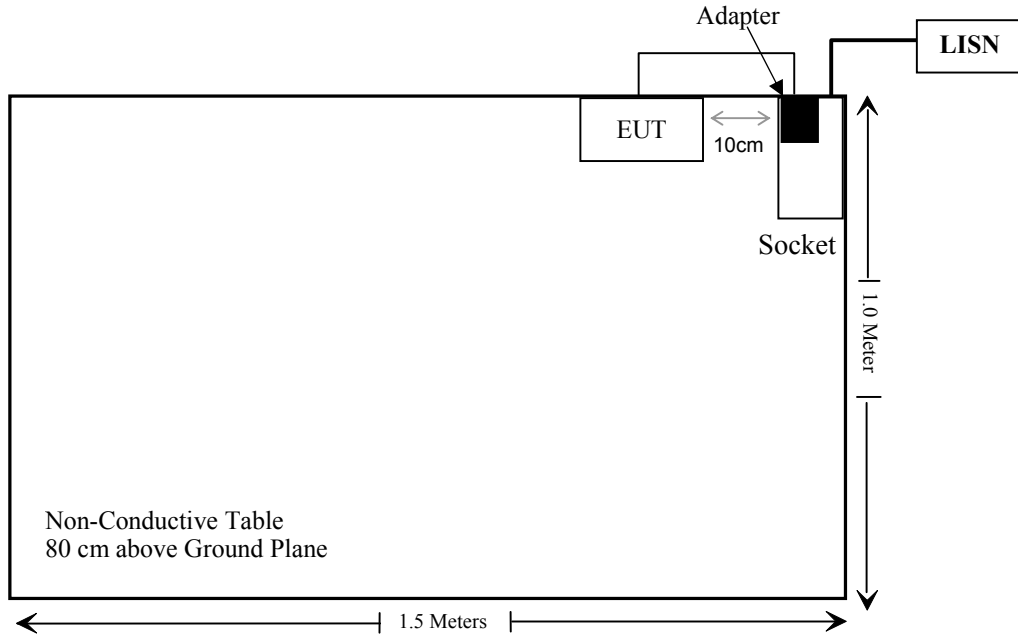 Adapter
LISN
EUT
10cm
Socket
1.0 Meter
Non-Conductive Table
80 cm above Ground Plane
1.5 Meters